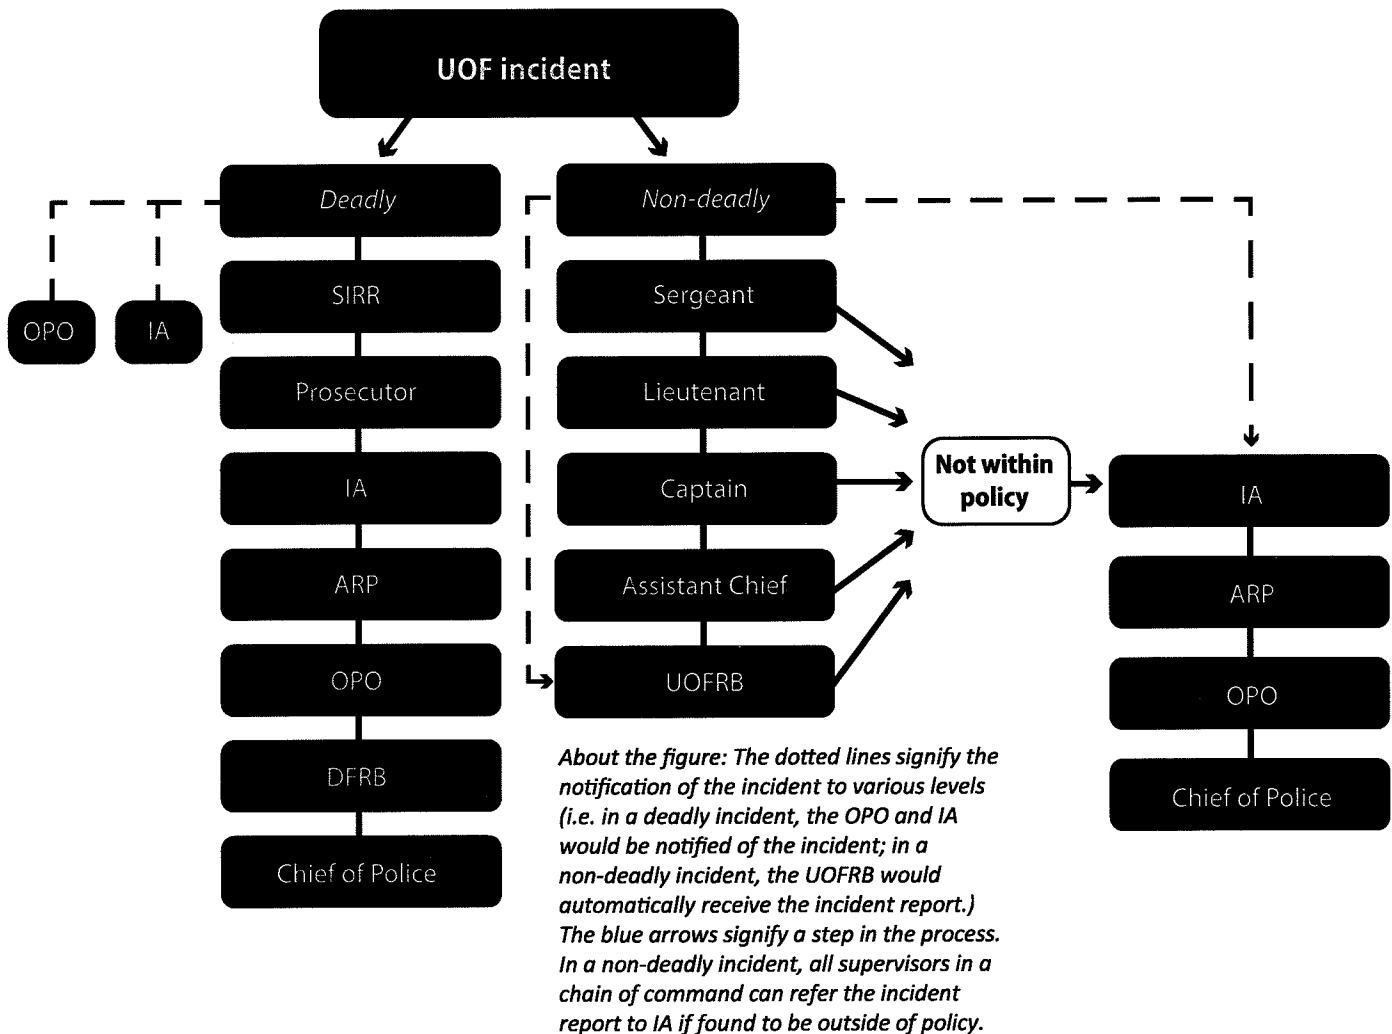 UOF incident
Deadly
Non-deadly
OPO
IA
SIRR
Prosecutor
IA
ARP
OPO
DFRB
Chief of Police
Sergeant
Lieutenant
Captain
Assistant Chief
UOFRB
Not within
policy
IA
ARP
OPO
Chief of Police
About the figure: The dotted lines signify the
notification of the incident to various levels
(i.e. in a deadly incident, the OPO and IA
would be notified of the incident; in a
non-deadly incident, the UOFRB would
automatically receive the incident report.)
The blue arrows signify a step in the process.
In a non-deadly incident, all supervisors in a
chain of command can refer the incident
report to IA if found to be outside of policy.